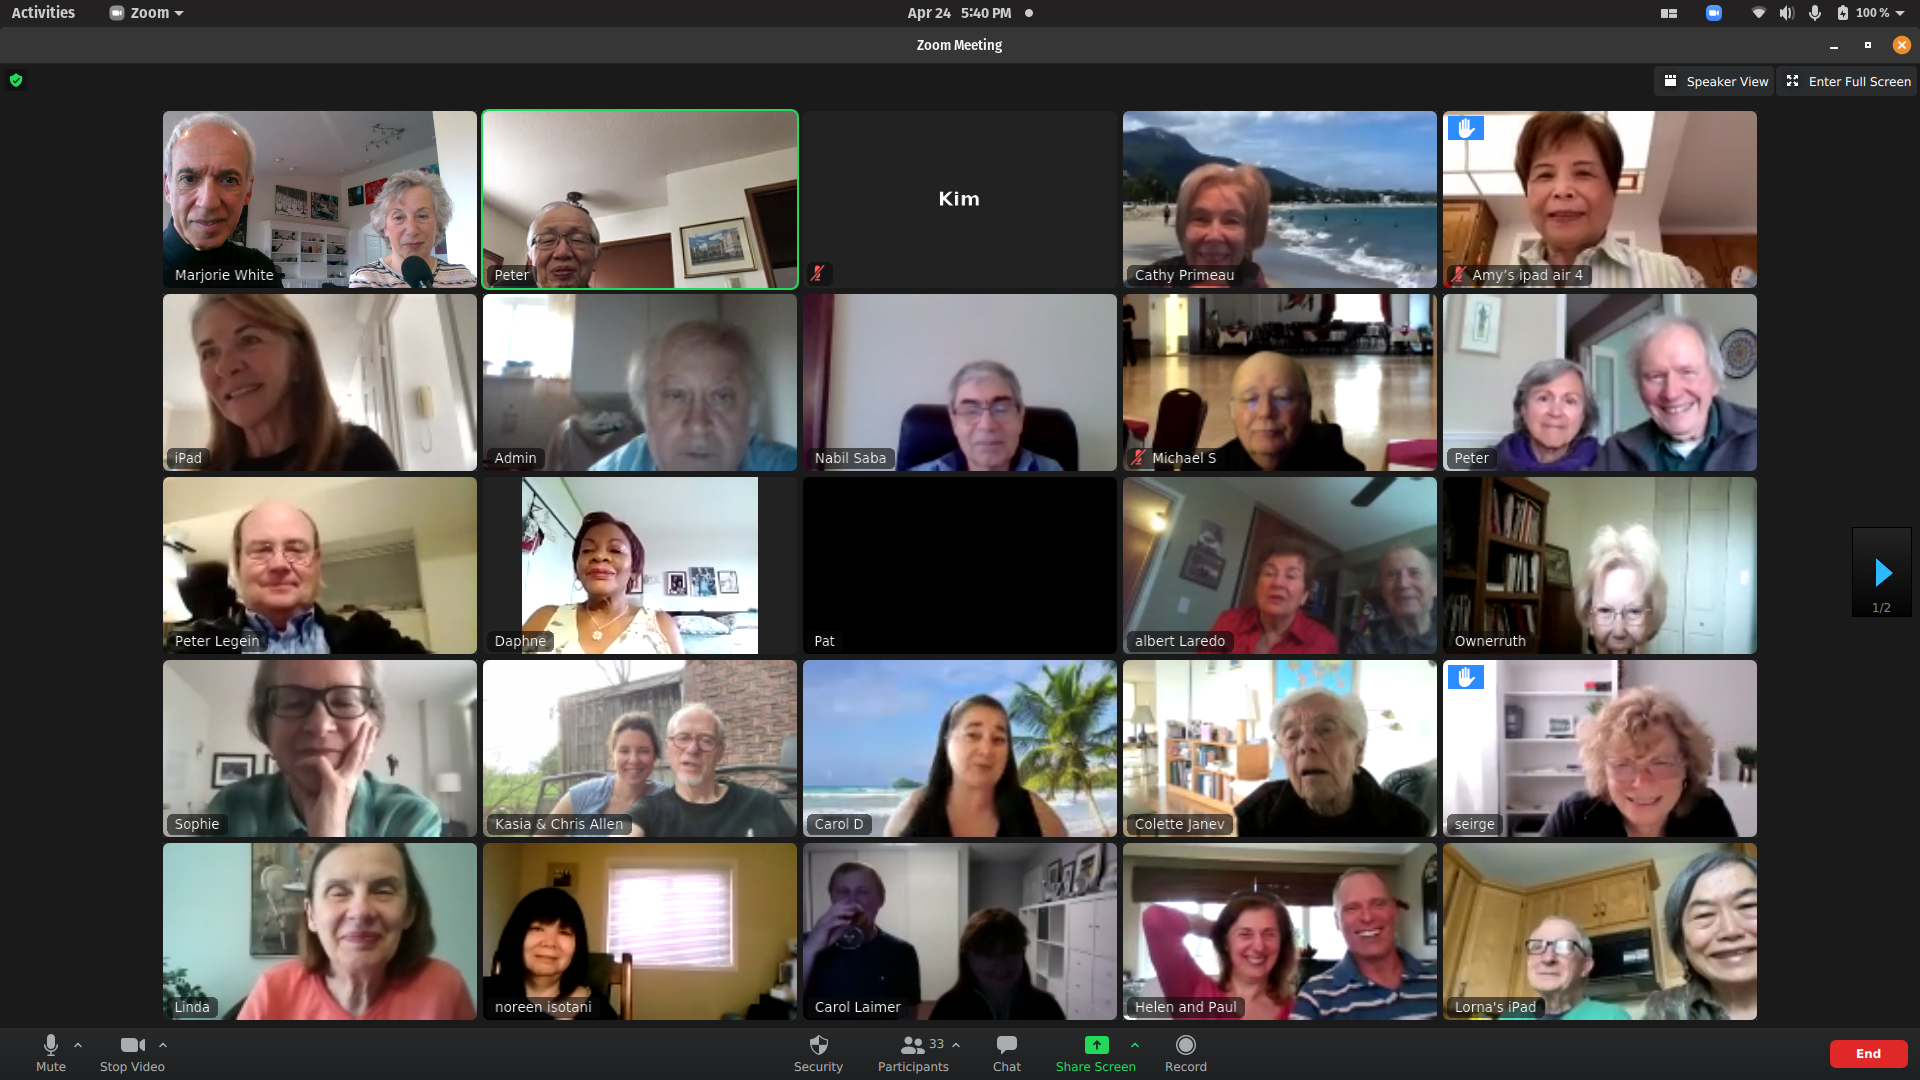 Activities Zoom Apr 24 5:40 PM 100 %
Zoom Meeting
Speaker View Enter Full Screen
Marjorie White Peter Kim Cathy Primeau Amy's ipad air 4
iPad Admin Nabil Saba Michael S Peter
Peter Legein Daphne Pat albert Laredo Ownerruth
1/2
Sophie Kasia & Chris Allen Carol D Colette Janev seirge
Linda noreen isotani Carol Laimer Helen and Paul Lorna's iPad
33
Mute Stop Video Security Participants Chat Share Screen Record End